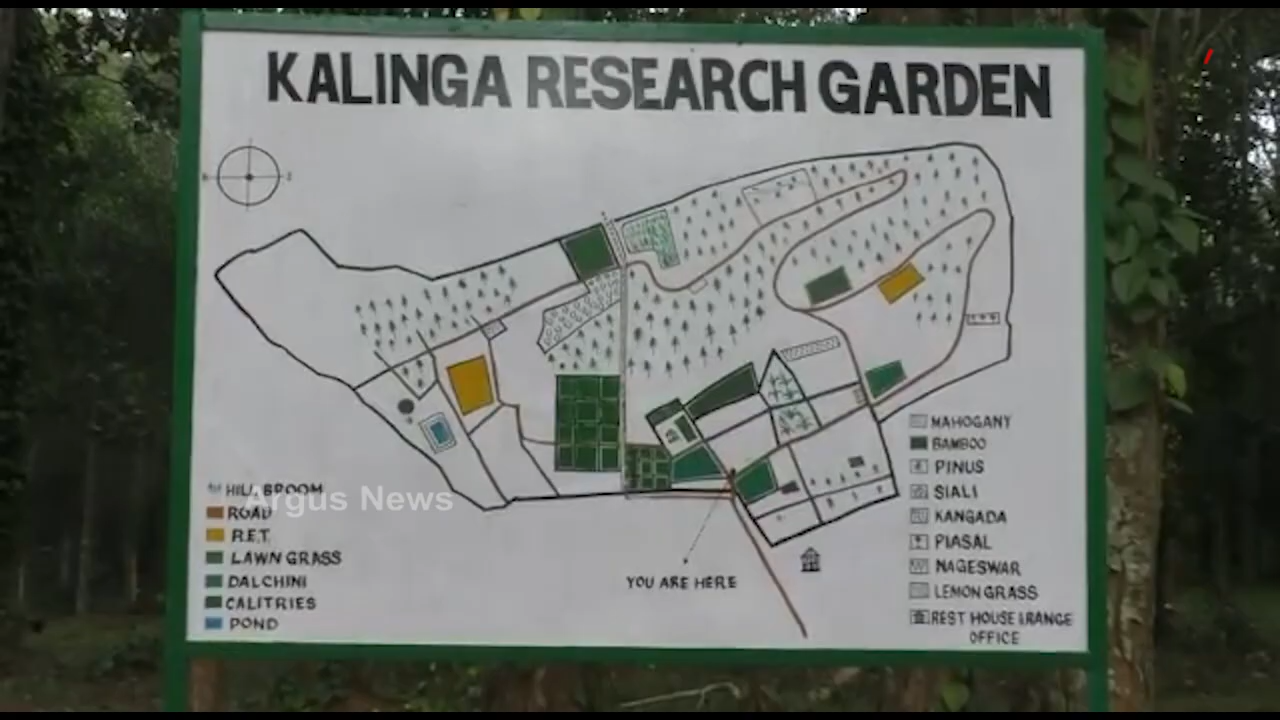 KALINGA RESEARCH GARDEN
HILL BROOM
ROAD
R.E.T.
LAWN GRASS
DALCHINI
CALITRIES
POND
Argus News
YOU ARE HERE
MAHOGANY
BAMBOO
PINUS
SIALI
KANGADA
PIASAL
NAGESWAR
LEMON GRASS
REST HOUSE & RANGE
OFFICE